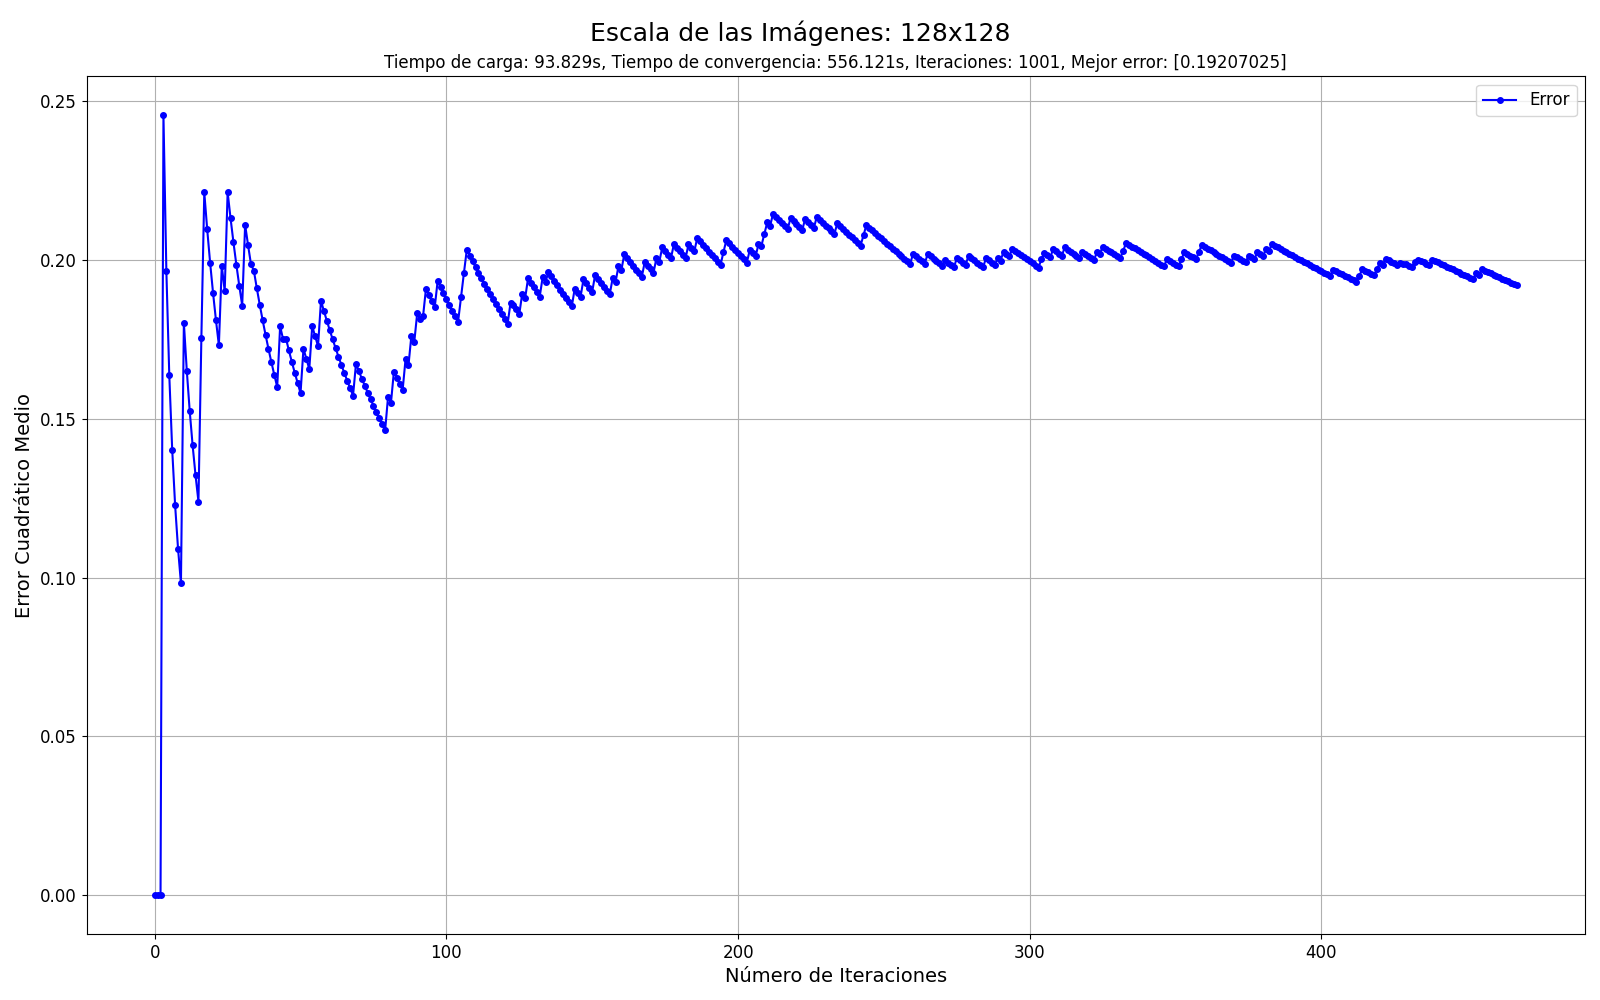 Escala de las Imágenes: 128x128
Tiempo de carga: 93.829s, Tiempo de convergencia: 556.121s, Iteraciones: 1001, Mejor error: [0.19207025]
Error
Error Cuadrático Medio
0.25
0.20
0.15
0.10
0.05
0.00
0 100 200 300 400
Número de Iteraciones